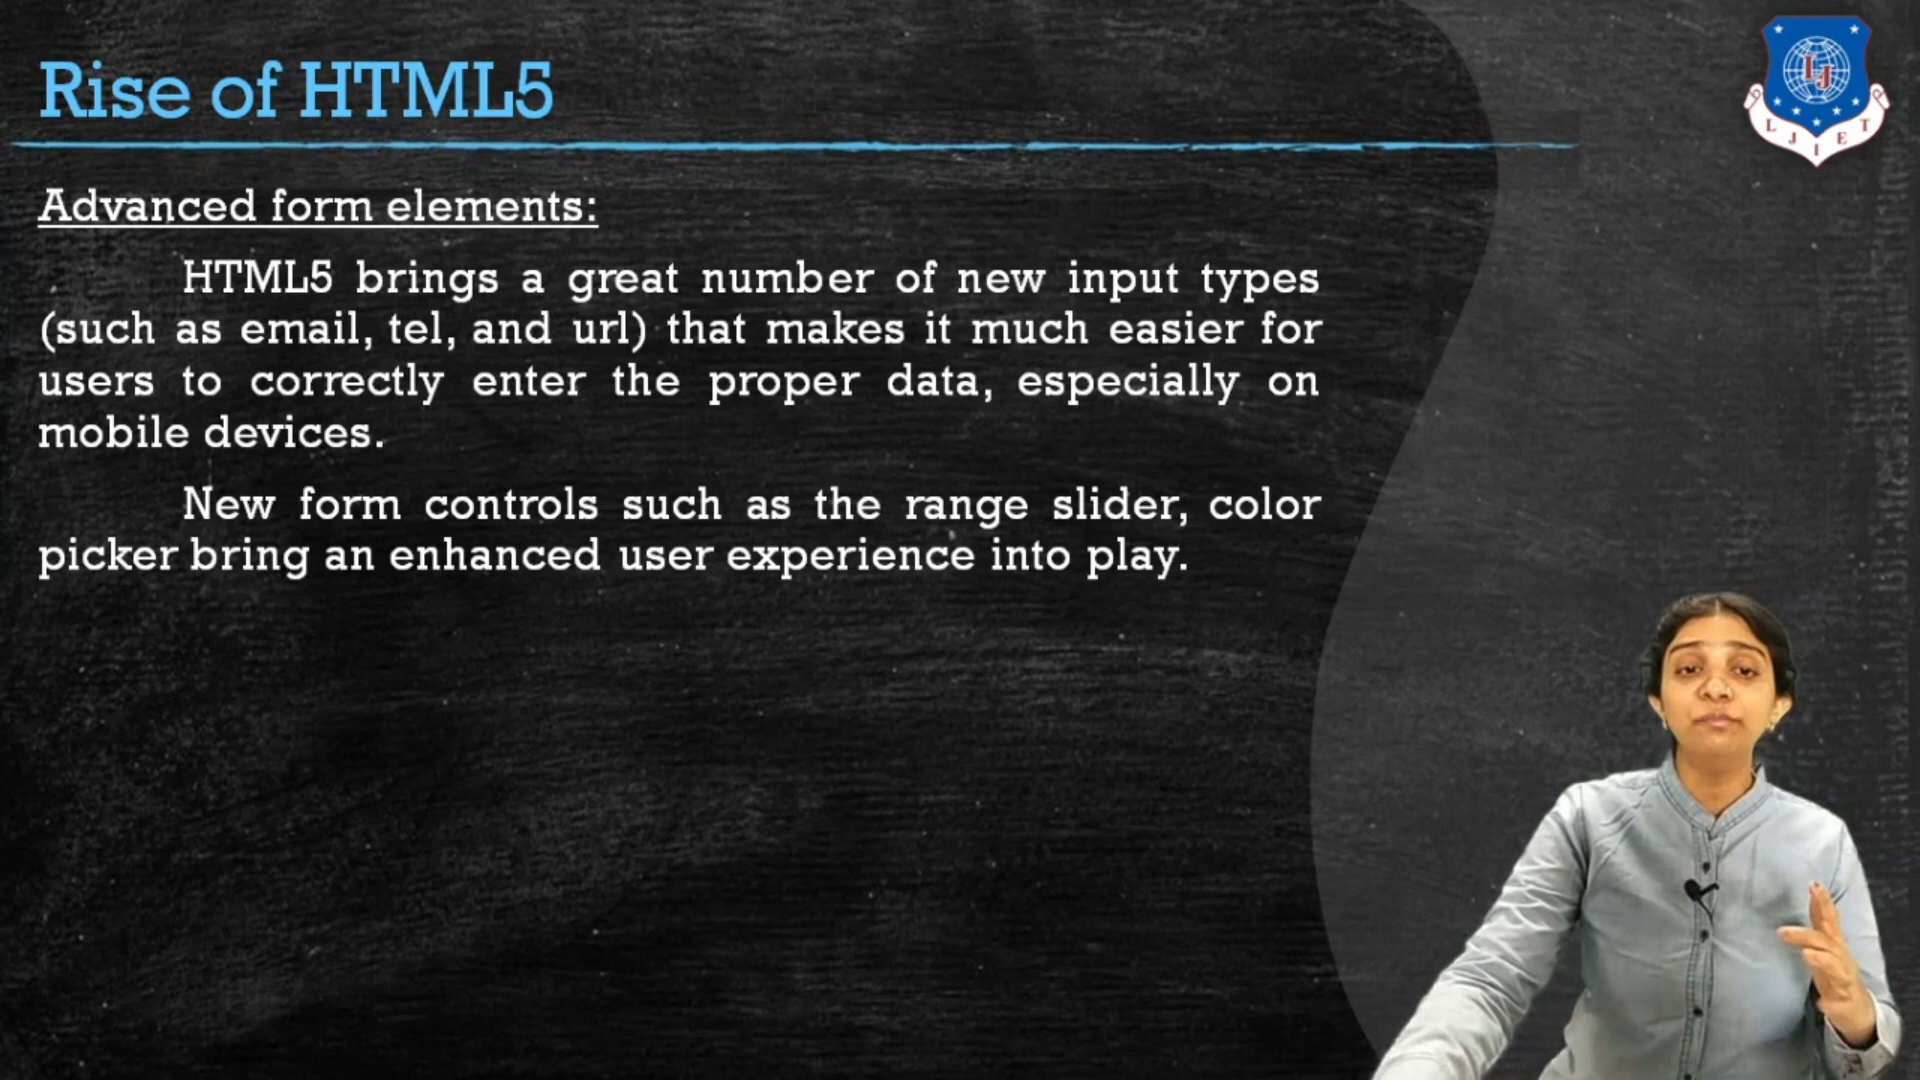 Rise of HTML5
LJ
L J I E T
Advanced form elements:
HTML5 brings a great number of new input types
(such as email, tel, and url) that makes it much easier for
users to correctly enter the proper data, especially on
mobile devices.
New form controls such as the range slider, color
picker bring an enhanced user experience into play.